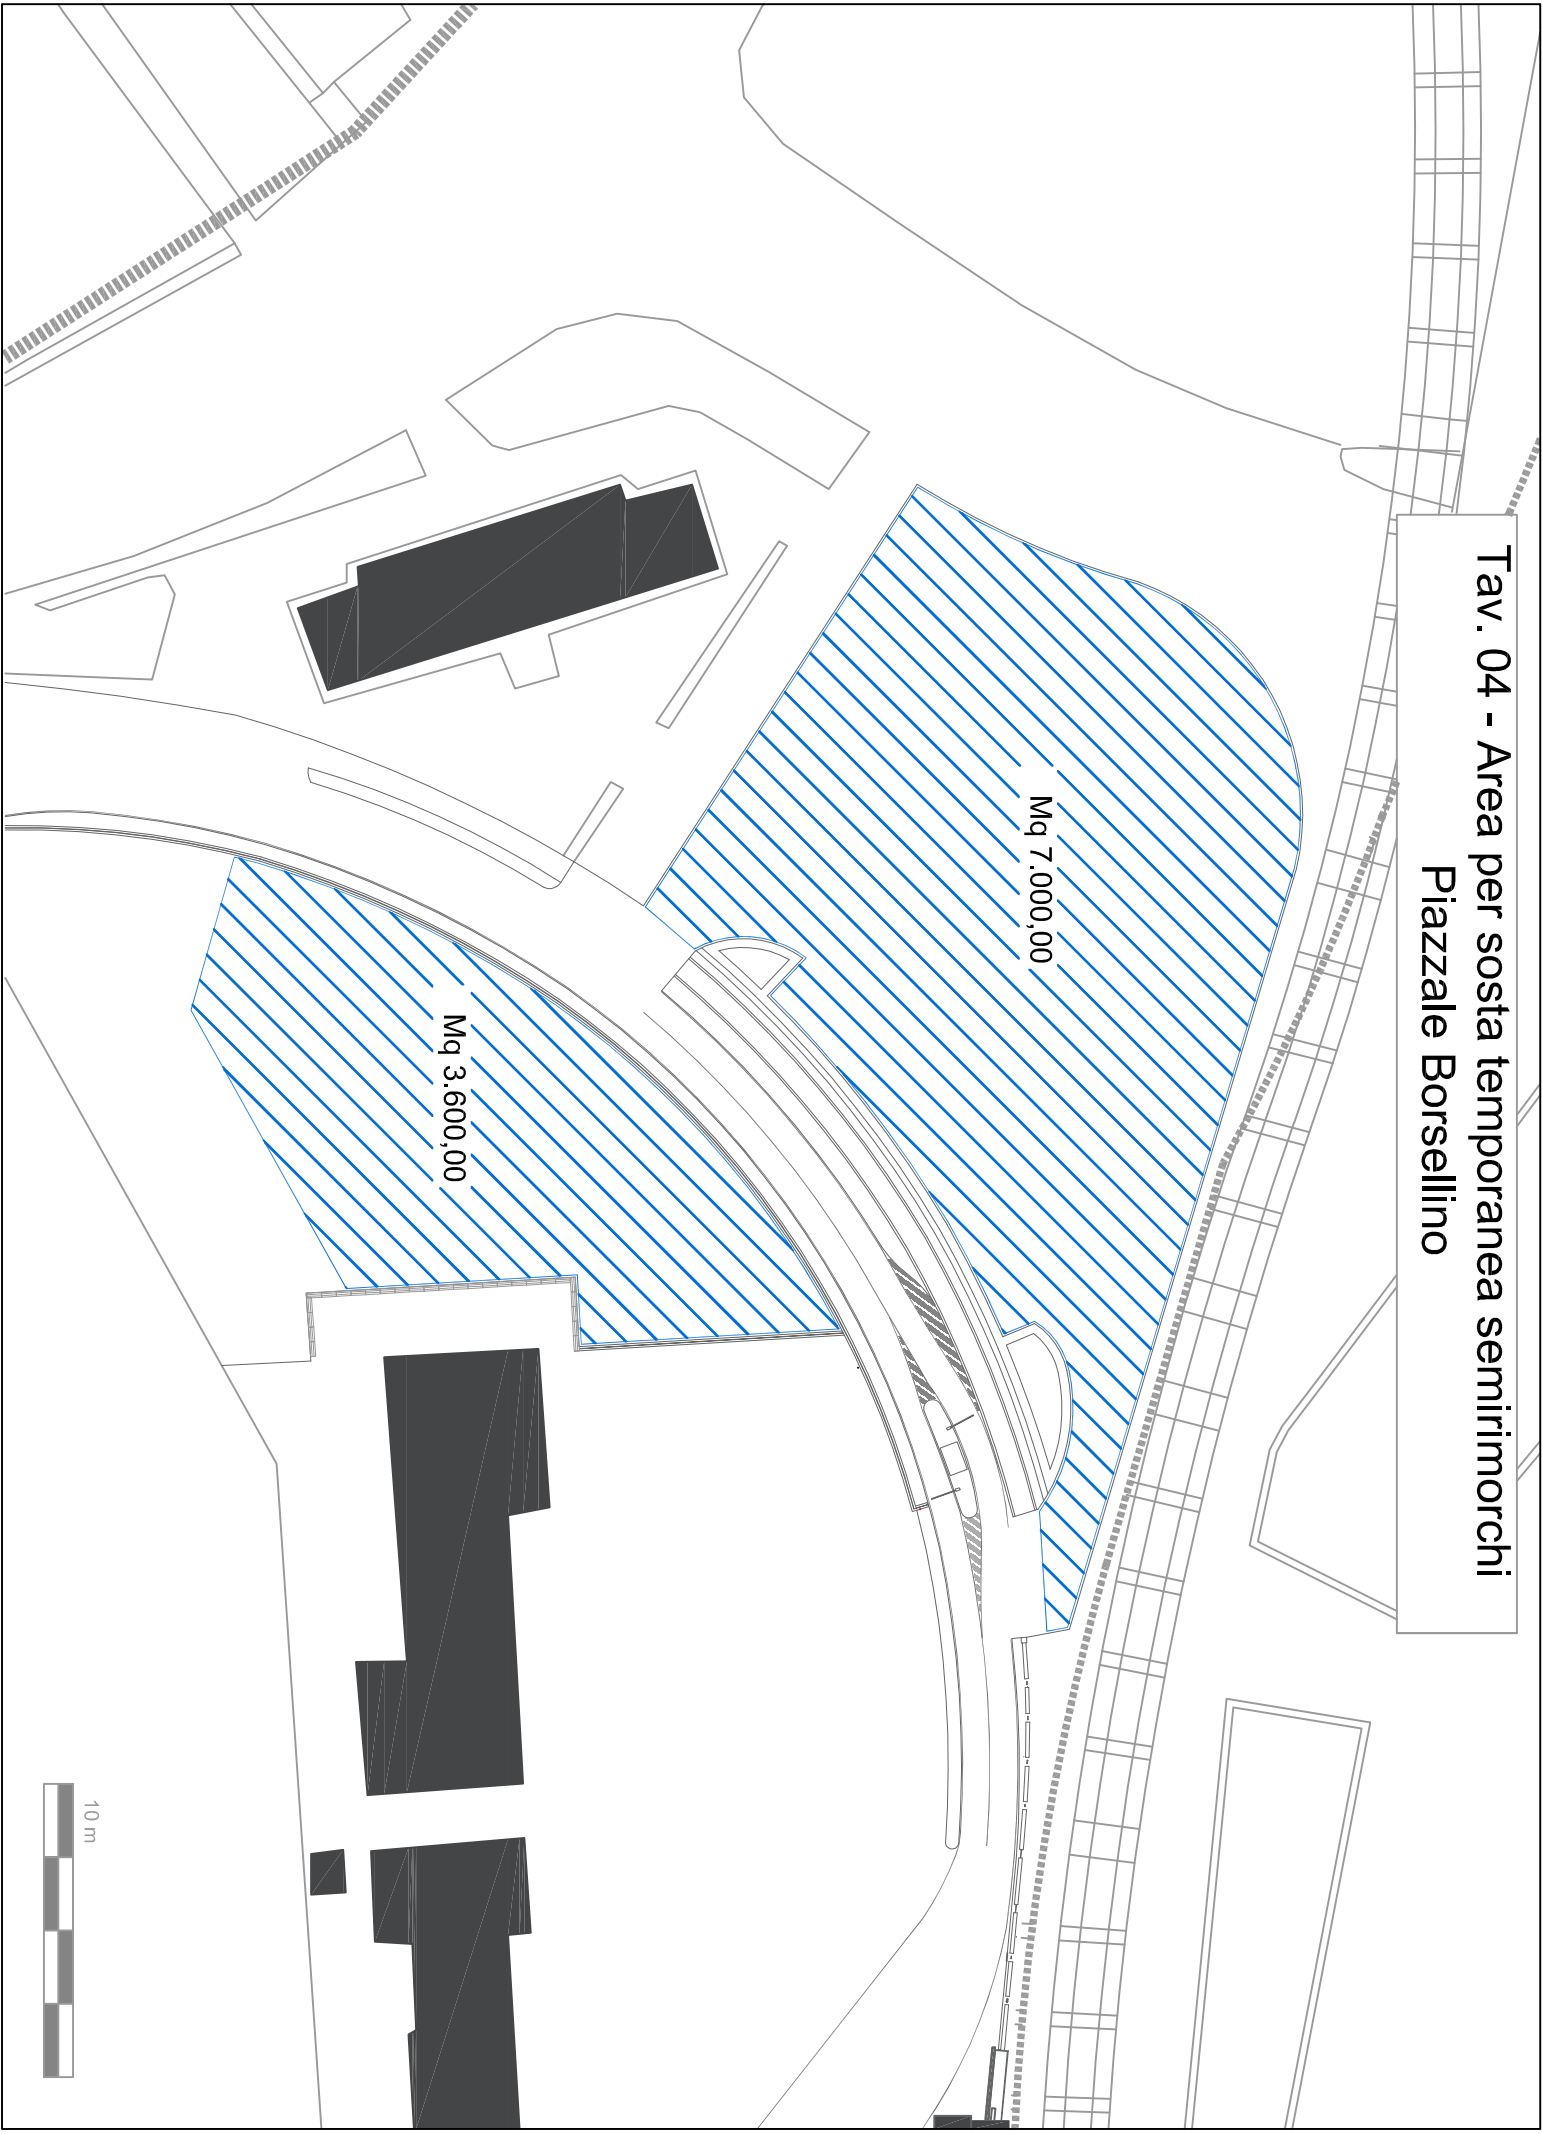 Tav. 04 - Area per sosta temporanea semirimorchi
Piazzale Borsellino
Mq 7.000,00
Mq 3.600,00
10 m